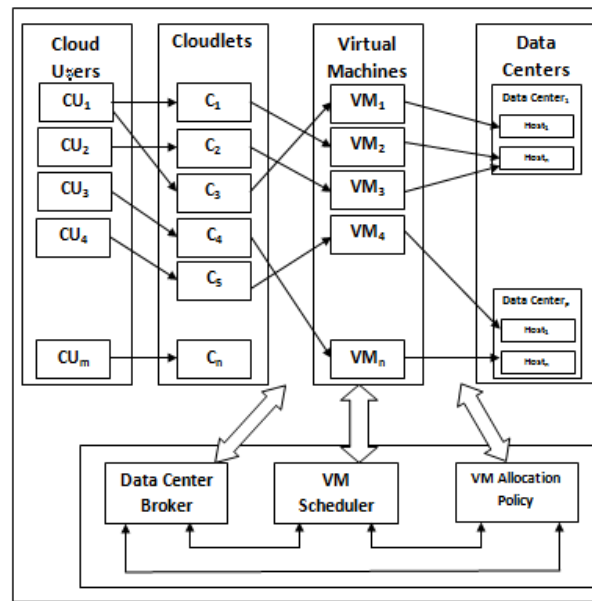 Cloud
Users
Cloudlets
Virtual
Machines
Data
Centers
CU₁
CU₂
CU₃
CU₄
CUₘ
C₁
C₂
C₃
C₄
C₅
Cₙ
VM₁
VM₂
VM₃
VM₄
VMₙ
Data Center₁
Host₁
Hostₙ
Data Centerₚ
Host₁
Hostₙ
Data Center
Broker
VM
Scheduler
VM Allocation
Policy